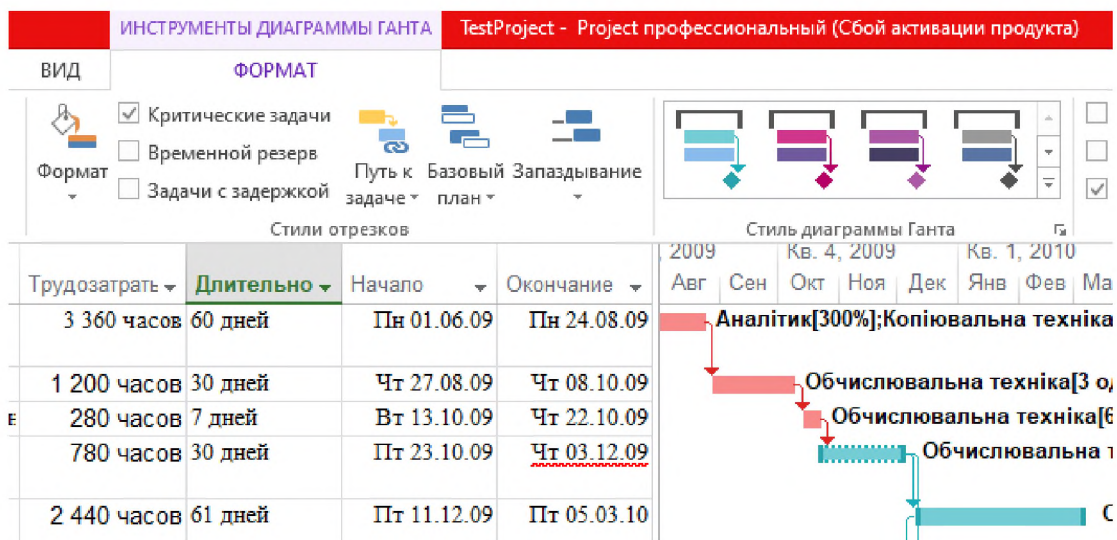 ИНСТРУМЕНТЫ ДИАГРАММЫ ГАНТА TestProject - Project профессиональный (Сбой активации продукта)
ВИД ФОРМАТ
Формат
Критические задачи
Временной резерв
Задачи с задержкой
Путь к задаче
Базовый план
Запаздывание
Стили отрезков
Стиль диаграммы Ганта
, 2009 Кв. 4, 2009 Кв. 1, 2010
Трудозатраты Длительно Начало Окончание Авг Сен Окт Ноя Дек Янв Фев Ма
3 360 часов 60 дней Пн 01.06.09 Пн 24.08.09 Аналітик[300%];Копіювальна техніка
1 200 часов 30 дней Чт 27.08.09 Чт 08.10.09 Обчислювальна техніка[3 од
Е 280 часов 7 дней Вт 13.10.09 Чт 22.10.09 Обчислювальна техніка[6
780 часов 30 дней Пт 23.10.09 Чт 03.12.09 Обчислювальна т
2 440 часов 61 дней Пт 11.12.09 Пт 05.03.10 О